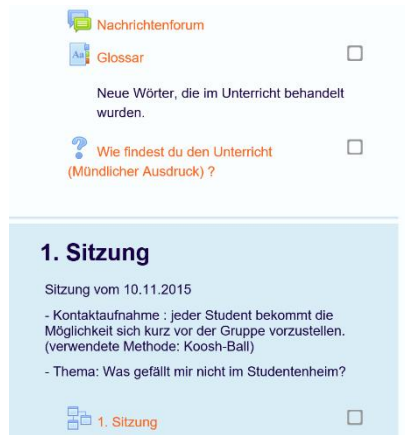 Nachrichtenforum
Aa
Glossar
Neue Wörter, die im Unterricht behandelt
wurden.
Wie findest du den Unterricht
(Mündlicher Ausdruck) ?
1. Sitzung
Sitzung vom 10.11.2015
- Kontaktaufnahme : jeder Student bekommt die
Möglichkeit sich kurz vor der Gruppe vorzustellen.
(verwendete Methode: Koosh-Ball)
- Thema: Was gefällt mir nicht im Studentenheim?
1. Sitzung